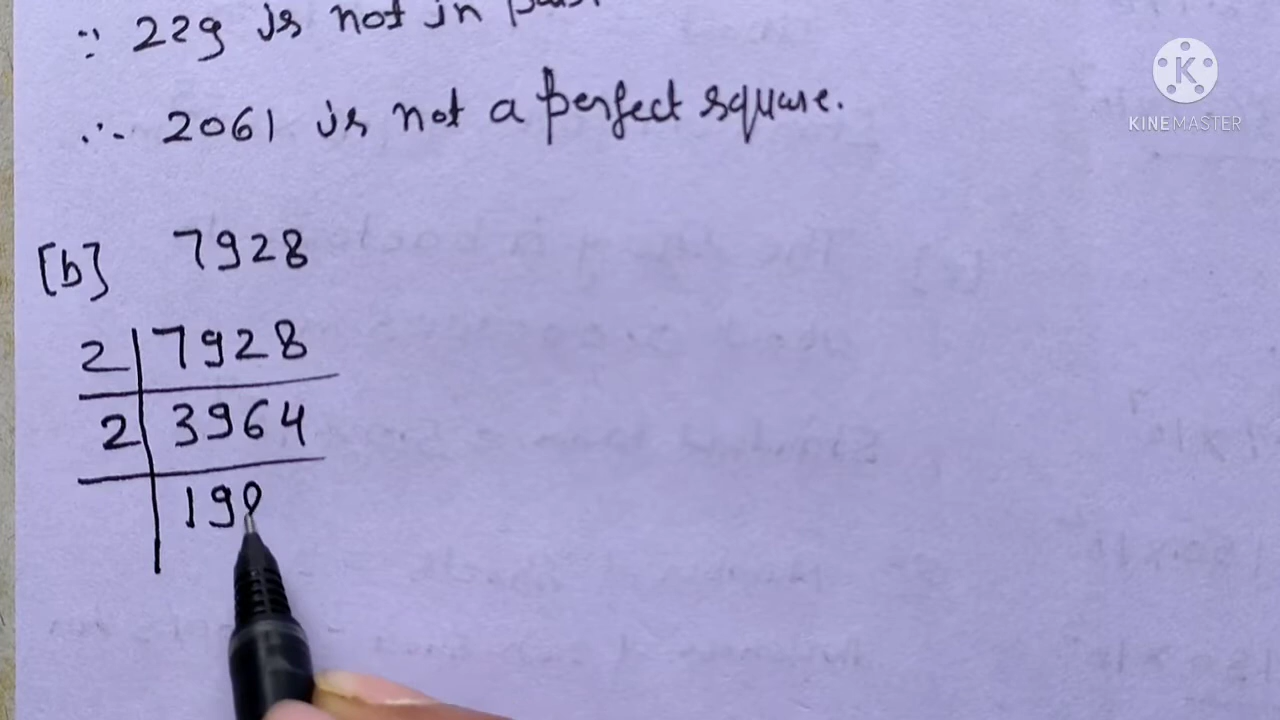 ∵ 229 is not in
∴ 2061 is not a perfect square.
K
KINEMASTER
[b] 7928
2 | 7928
2 | 3964
198